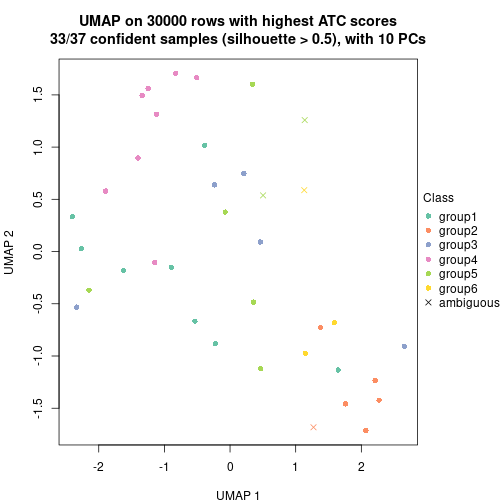 UMAP on 30000 rows with highest ATC scores
33/37 confident samples (silhouette > 0.5), with 10 PCs
UMAP 2
1.5
1.0
0.5
0.0
-0.5
-1.0
-1.5
-2
-1
0
1
2
UMAP 1
Class
group1
group2
group3
group4
group5
group6
ambiguous